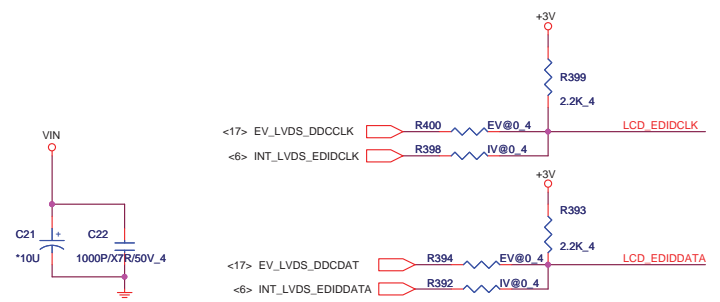 +3V
R399
2.2K_4
<17> EV_LVDS_DDCCLK R400 EV@0_4 LCD_EDIDCLK
<6> INT_LVDS_EDIDCLK R398 IV@0_4
VIN
+3V
R393
2.2K_4
C21 + C22
*10U 1000P/X7R/50V_4
<17> EV_LVDS_DDCDAT R394 EV@0_4 LCD_EDIDDATA
<6> INT_LVDS_EDIDDATA R392 IV@0_4